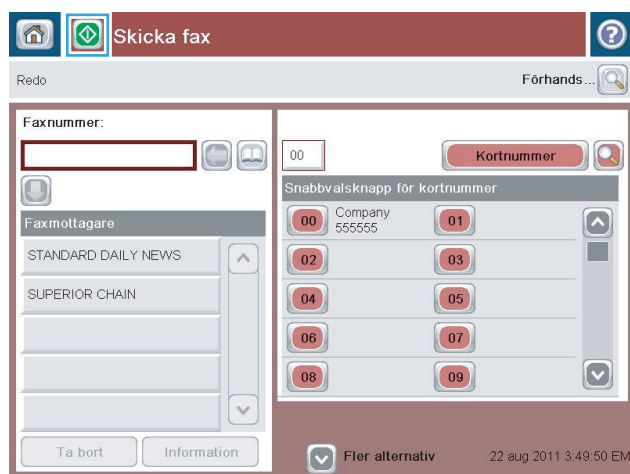 Skicka fax
Redo
Förhands...
Faxnummer:
00
Kortnummer
Snabbvalsknapp för kortnummer
00 Company 01
555555
02 03
04 05
06 07
08 09
Faxmottagare
STANDARD DAILY NEWS
SUPERIOR CHAIN
Ta bort
Information
Fler alternativ
22 aug 2011 3:49:50 EM